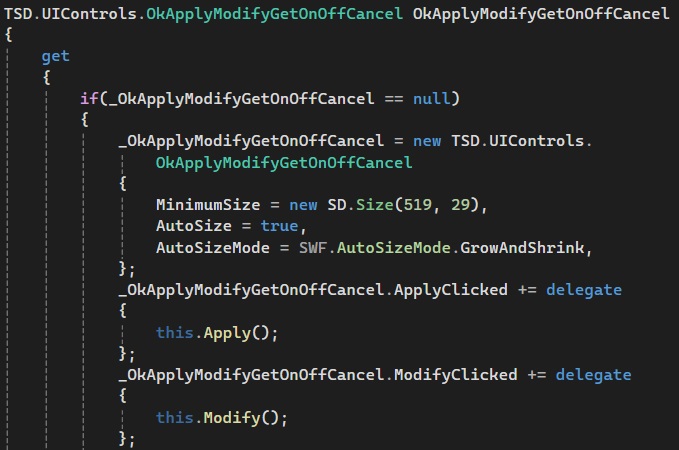 TSD.UIControls.OkApplyModifyGetOnOffCancel OkApplyModifyGetOnOffCancel
{
get
{
if(_OkApplyModifyGetOnOffCancel == null)
{
_OkApplyModifyGetOnOffCancel = new TSD.UIControls.
OkApplyModifyGetOnOffCancel
{
MinimumSize = new SD.Size(519, 29),
AutoSize = true,
AutoSizeMode = SWF.AutoSizeMode.GrowAndShrink,
};
_OkApplyModifyGetOnOffCancel.ApplyClicked += delegate
{
this.Apply();
};
_OkApplyModifyGetOnOffCancel.ModifyClicked += delegate
{
this.Modify();
};